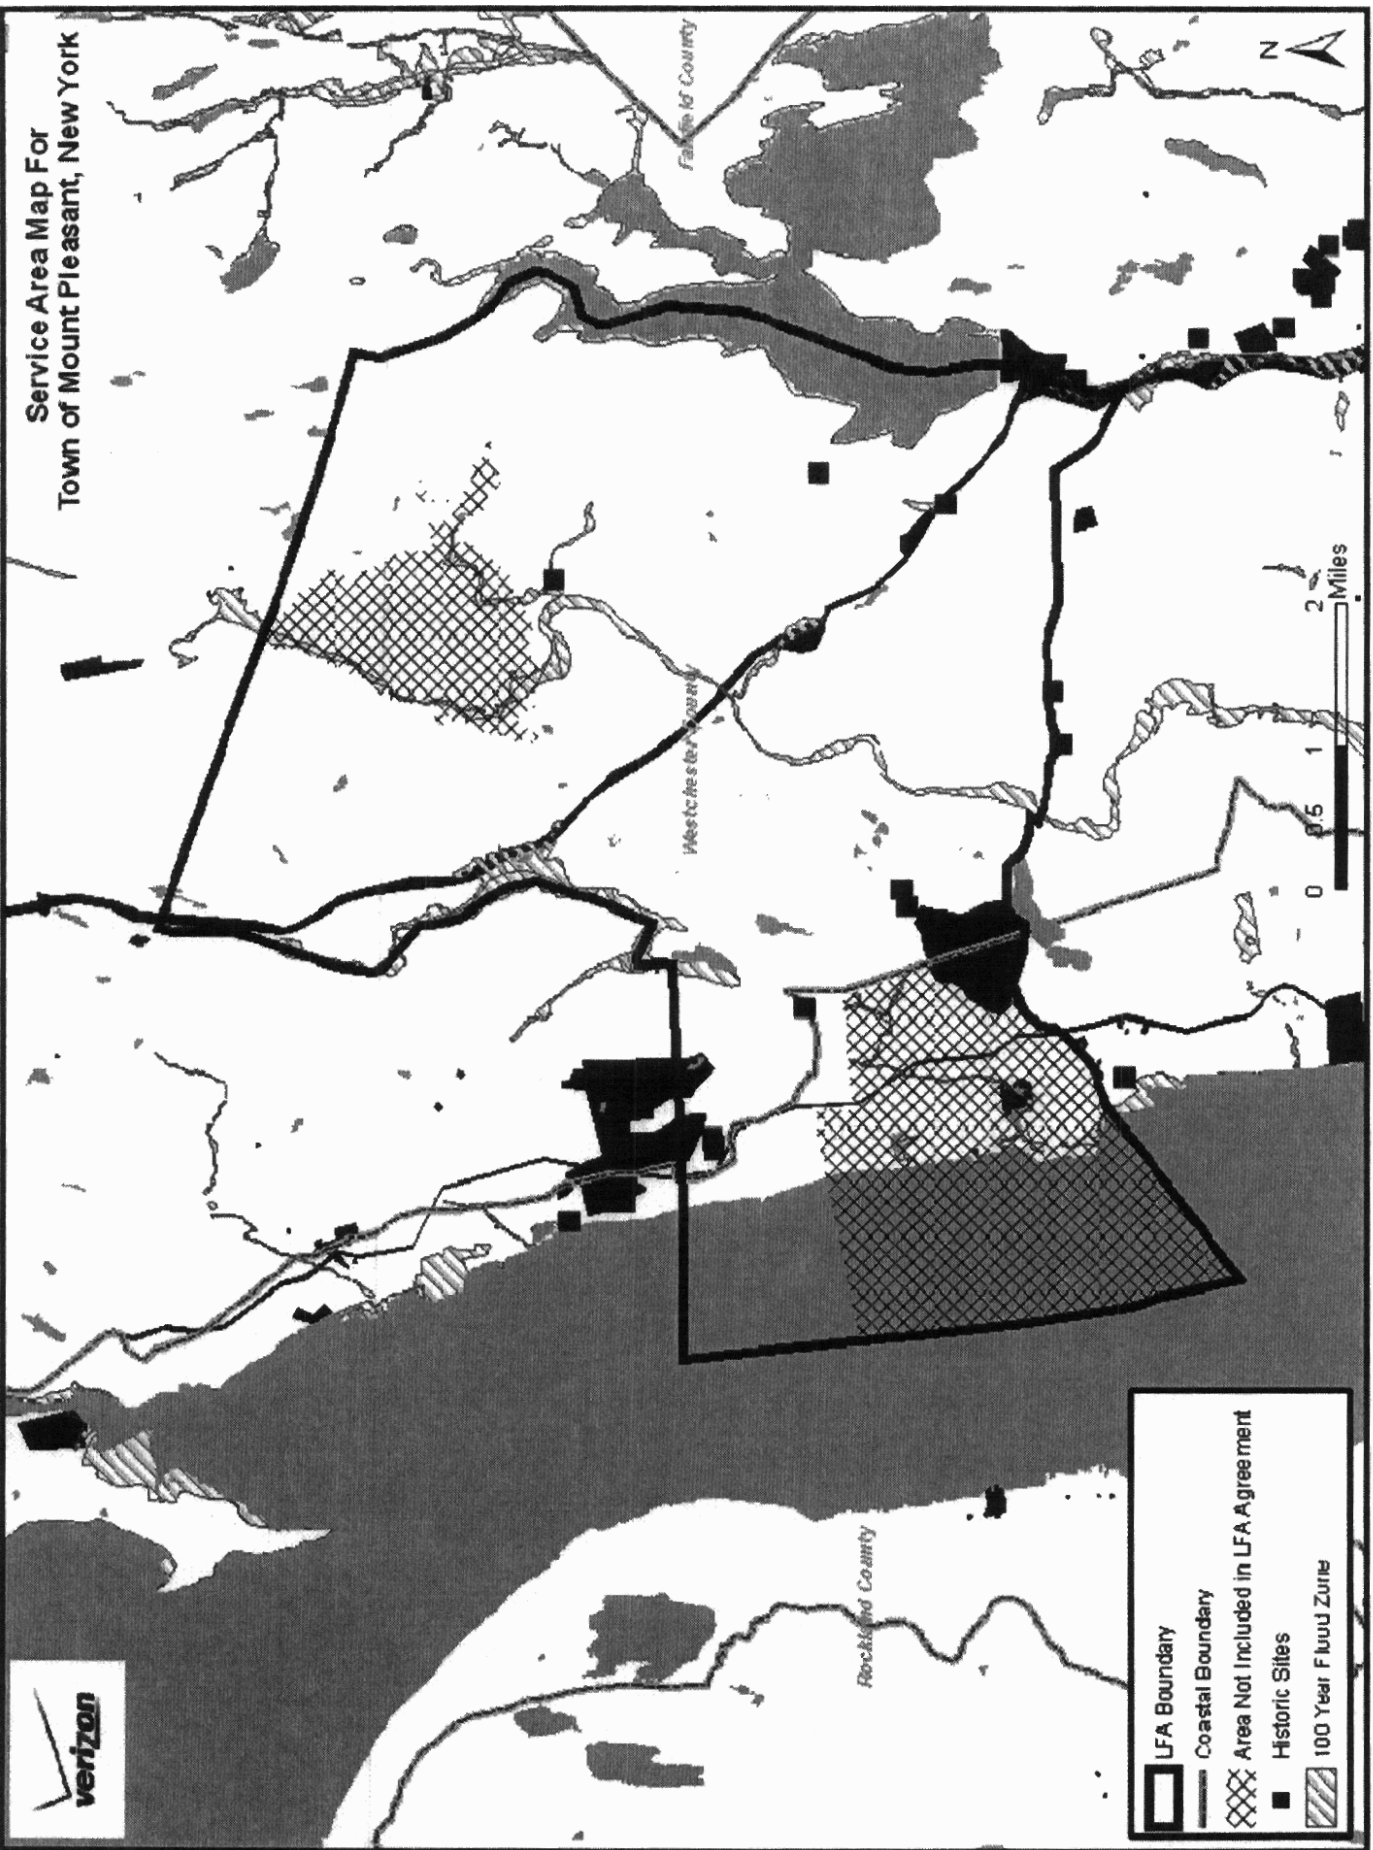 Service Area Map For
Town of Mount Pleasant, New York
verizon
Fairfield County
Westchester County
Rockland County
N
0 0.5 1 2
Miles
LFA Boundary
Coastal Boundary
Area Not Included in LFA Agreement
Historic Sites
100 Year Flood Zone